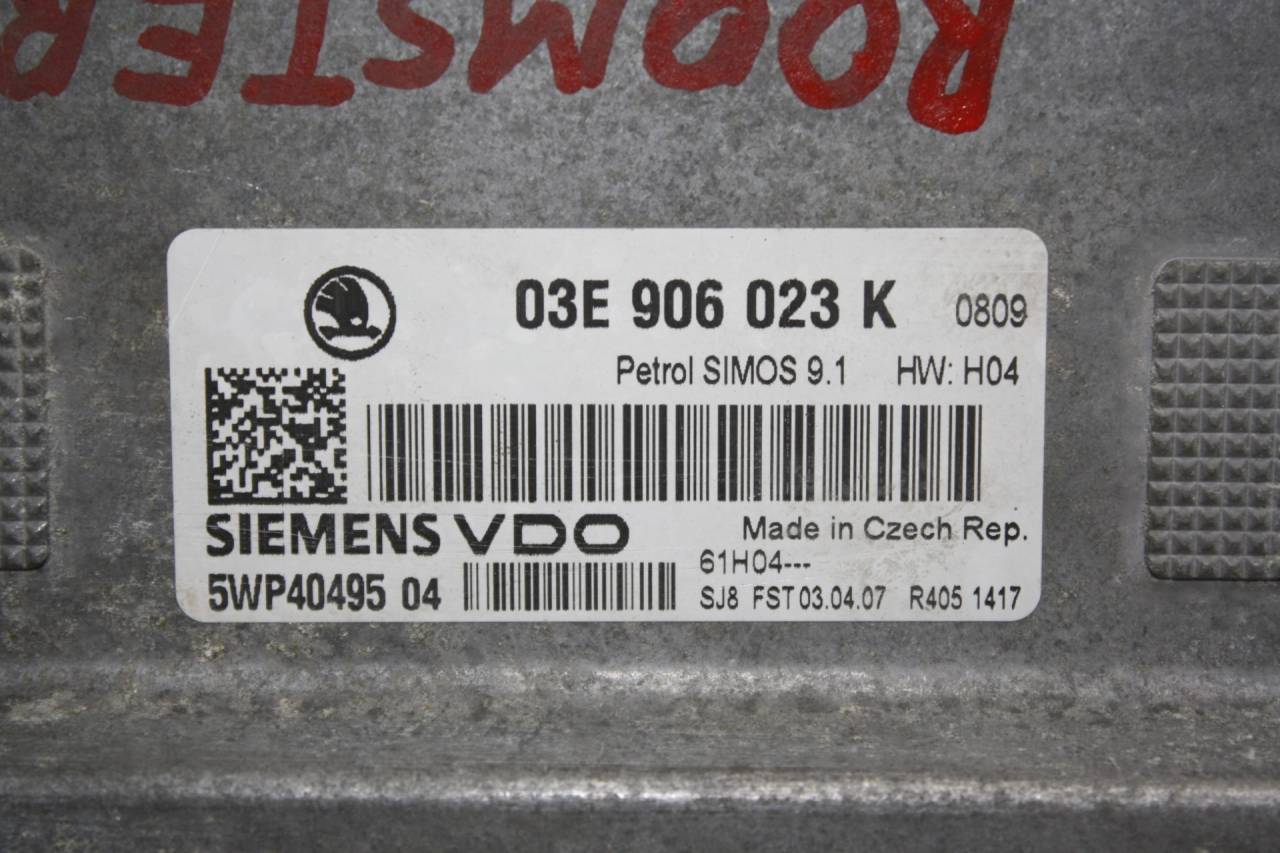 ROOMSTER
03E 906 023 K 0809
Petrol SIMOS 9.1 HW: H04
SIEMENS VDO Made in Czech Rep.
61H04---
5WP40495 04 SJ8 FST 03.04.07 R405 1417